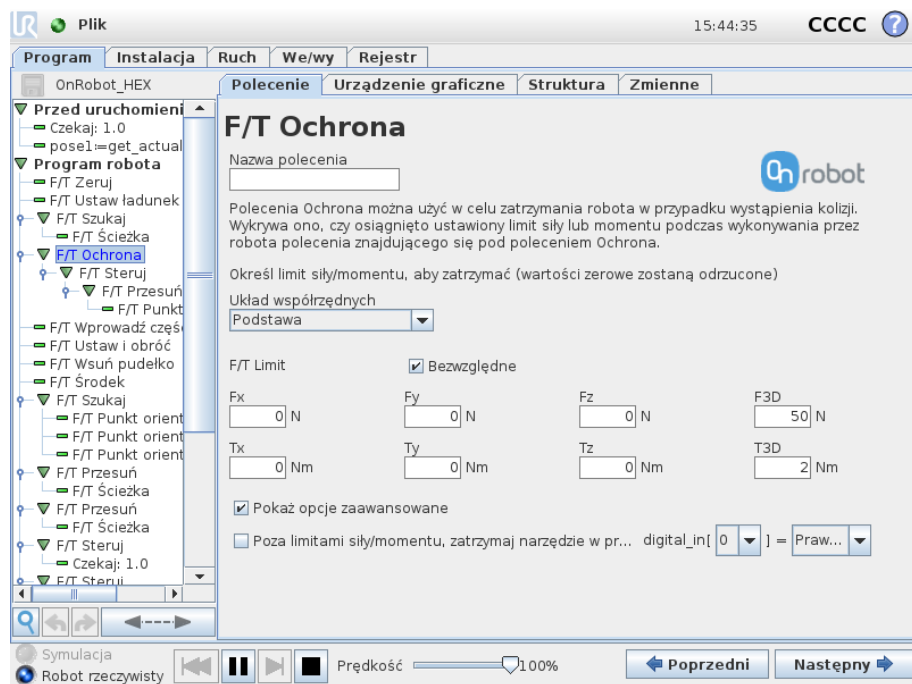 UR Plik 15:44:35 CCCC ?
Program Instalacja Ruch We/wy Rejestr
OnRobot_HEX
Polecenie Urządzenie graficzne Struktura Zmienne
Przed uruchomieni
Czekaj: 1.0
pose1:=get_actual
Program robota
F/T Zeruj
F/T Ustaw ładunek
F/T Szukaj
F/T Ścieżka
F/T Ochrona
F/T Steruj
F/T Przesuń
F/T Punkt
F/T Wprowadź częś
F/T Ustaw i obróć
F/T Wsuń pudełko
F/T Środek
F/T Szukaj
F/T Punkt orient
F/T Punkt orient
F/T Punkt orient
F/T Przesuń
F/T Ścieżka
F/T Przesuń
F/T Ścieżka
F/T Steruj
Czekaj: 1.0
F/T Steruj
F/T Ochrona
Nazwa polecenia
On robot
Polecenia Ochrona można użyć w celu zatrzymania robota w przypadku wystąpienia kolizji.
Wykrywa ono, czy osiągnięto ustawiony limit siły lub momentu podczas wykonywania przez
robota polecenia znajdującego się pod poleceniem Ochrona.
Określ limit siły/momentu, aby zatrzymać (wartości zerowe zostaną odrzucone)
Układ współrzędnych
Podstawa
F/T Limit Bezwzględne
Fx Fy Fz F3D
0 N 0 N 0 N 50 N
Tx Ty Tz T3D
0 Nm 0 Nm 0 Nm 2 Nm
Pokaż opcje zaawansowane
Poza limitami siły/momentu, zatrzymaj narzędzie w pr... digital_in[ 0 ] = Praw...
Symulacja
Robot rzeczywisty
Prędkość 100%
Poprzedni Następny